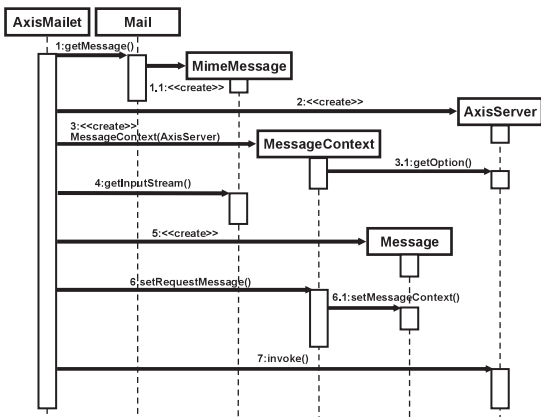 AxisMailet
Mail
1:getMessage()
MimeMessage
1.1:<<create>>
2:<<create>>
AxisServer
3:<<create>>
MessageContext(AxisServer)
MessageContext
3.1:getOption()
4:getInputStream()
5:<<create>>
Message
6:setRequestMessage()
6.1:setMessageContext()
7:invoke()